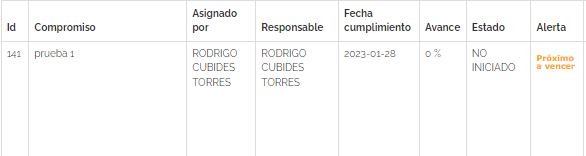 Id
Compromiso
Asignado
por
Responsable
Fecha
cumplimiento
Avance
Estado
Alerta
141
prueba 1
RODRIGO
CUBIDES
TORRES
RODRIGO
CUBIDES
TORRES
2023-01-28
0 %
NO
INICIADO
Próximo
a vencer